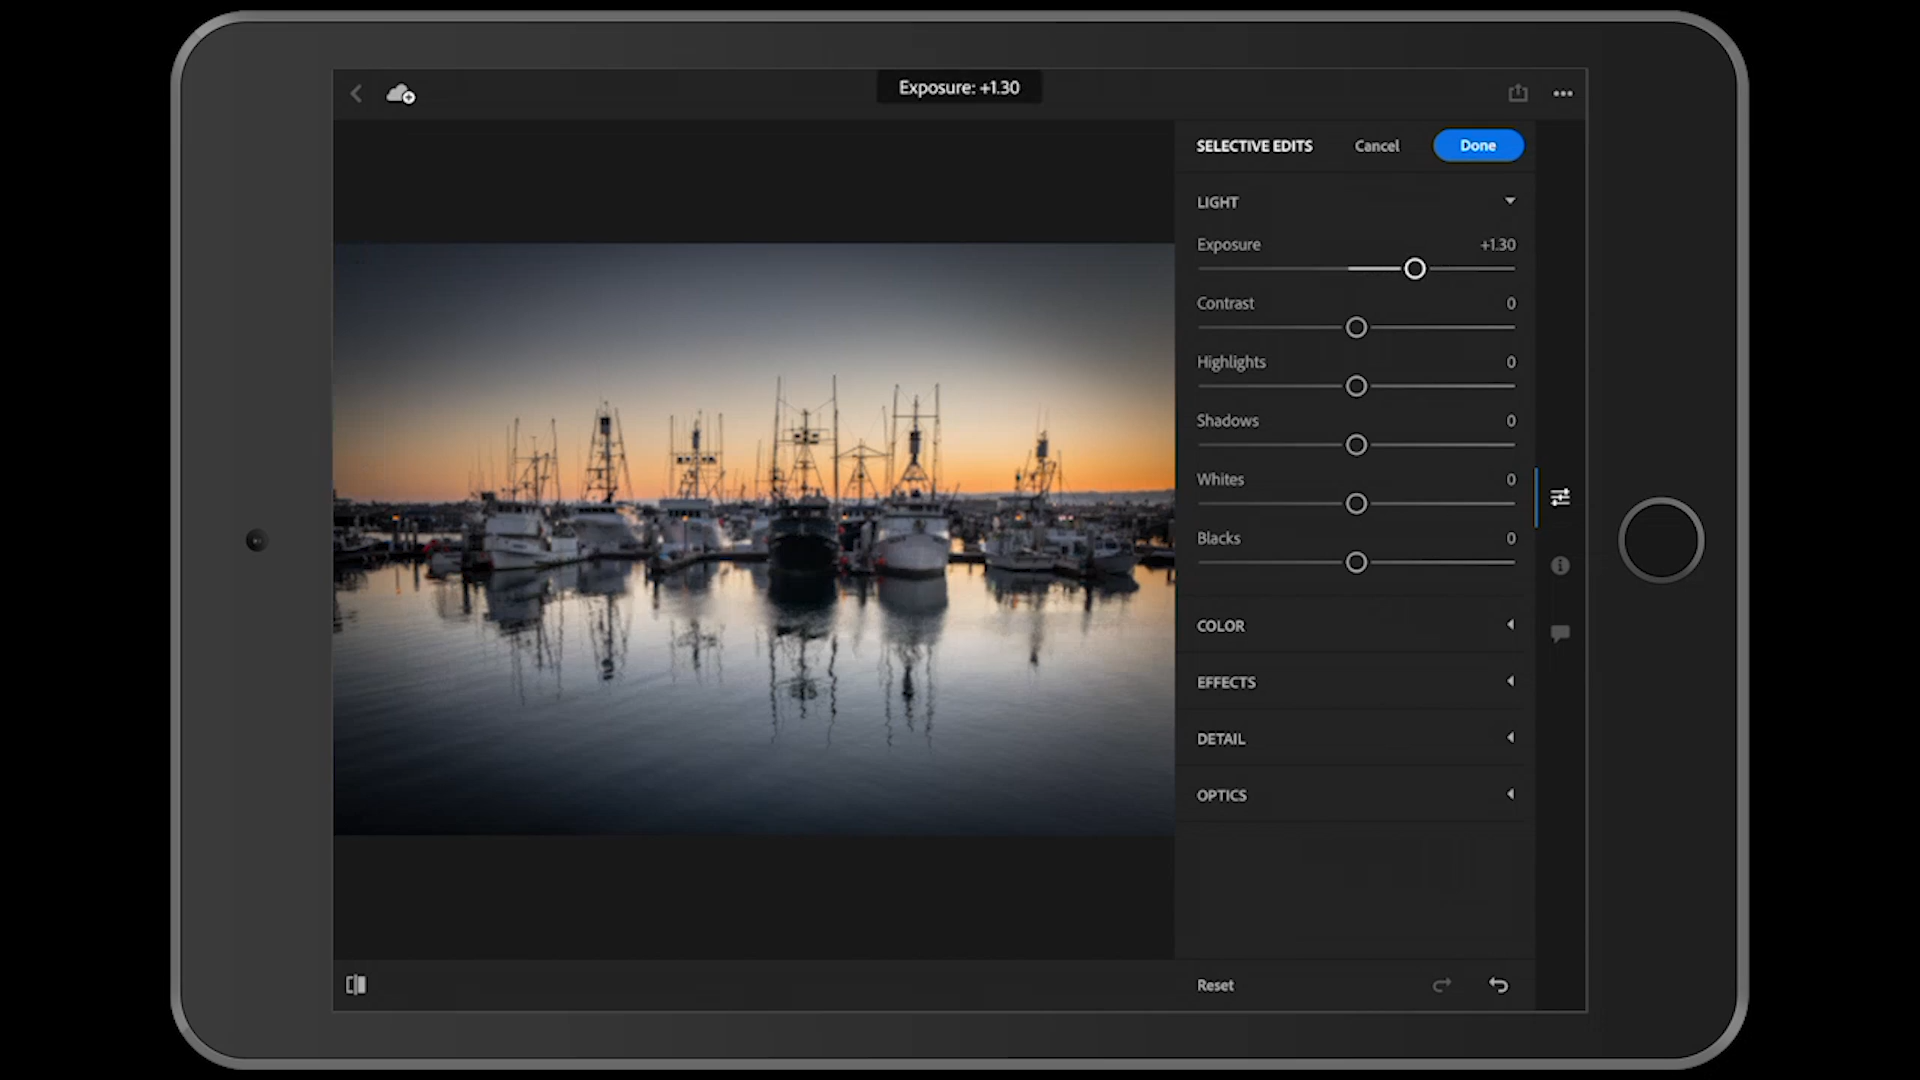 Exposure: +1.30
SELECTIVE EDITS Cancel Done
LIGHT
Exposure +1.30
Contrast 0
Highlights 0
Shadows 0
Whites 0
Blacks 0
COLOR
EFFECTS
DETAIL
OPTICS
Reset